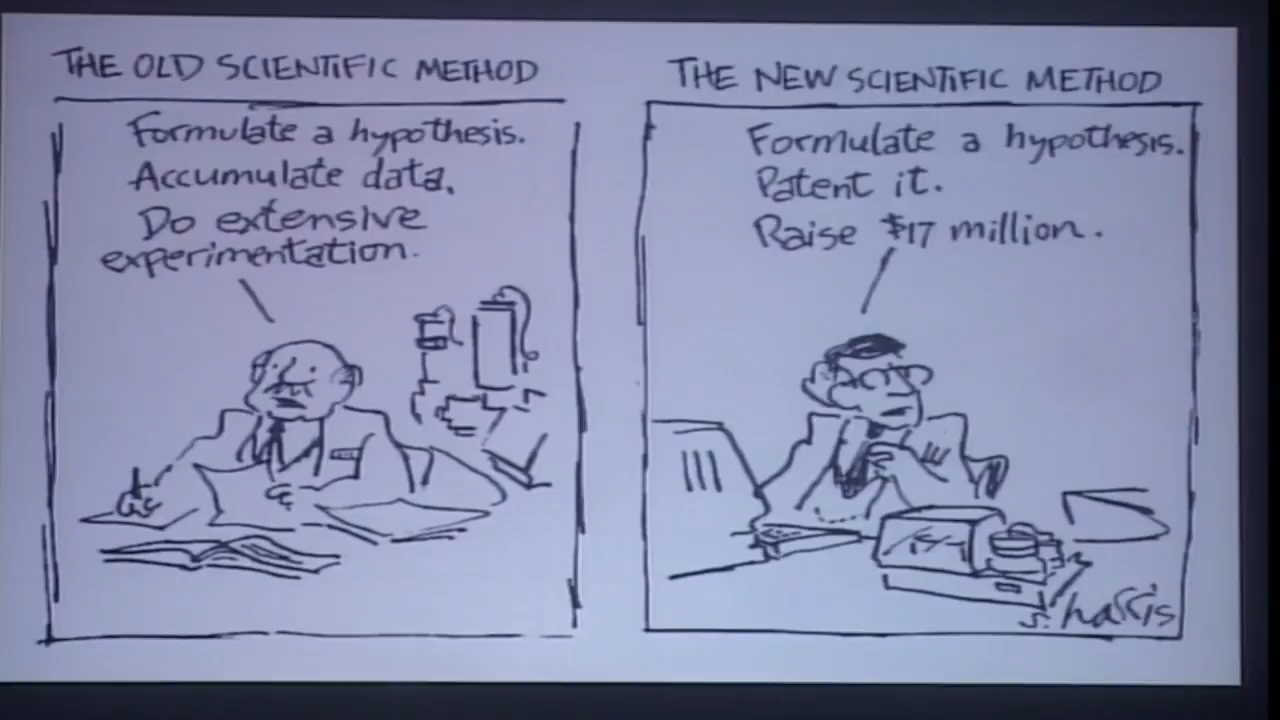 THE OLD SCIENTIFIC METHOD
Formulate a hypothesis.
Accumulate data.
Do extensive
experimentation.
THE NEW SCIENTIFIC METHOD
Formulate a hypothesis.
Patent it.
Raise $17 million.
S. harris